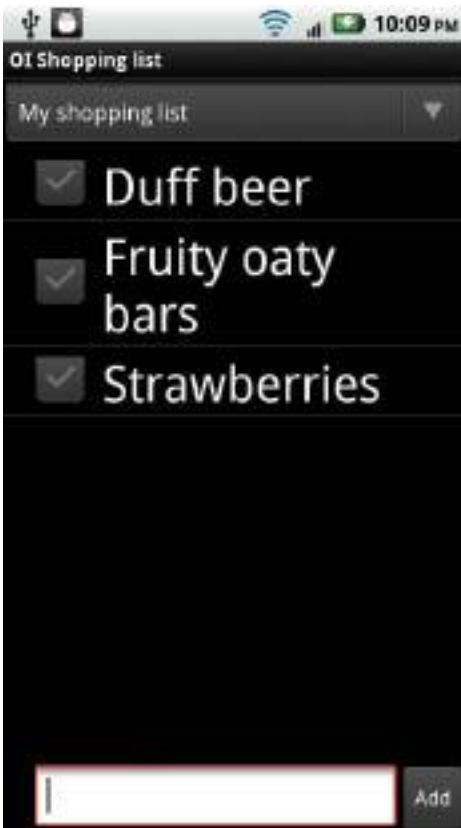 10:09 PM
OI Shopping list
My shopping list
Duff beer
Fruity oaty
bars
Strawberries
Add